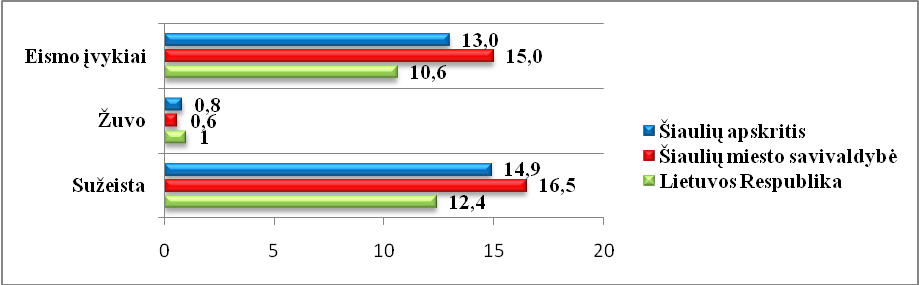 Eismo įvykiai
13,0
15,0
10,6
Žuvo
0,8
0,6
1
Sužeista
14,9
16,5
12,4
0 5 10 15 20
Šiaulių apskritis
Šiaulių miesto savivaldybė
Lietuvos Respublika